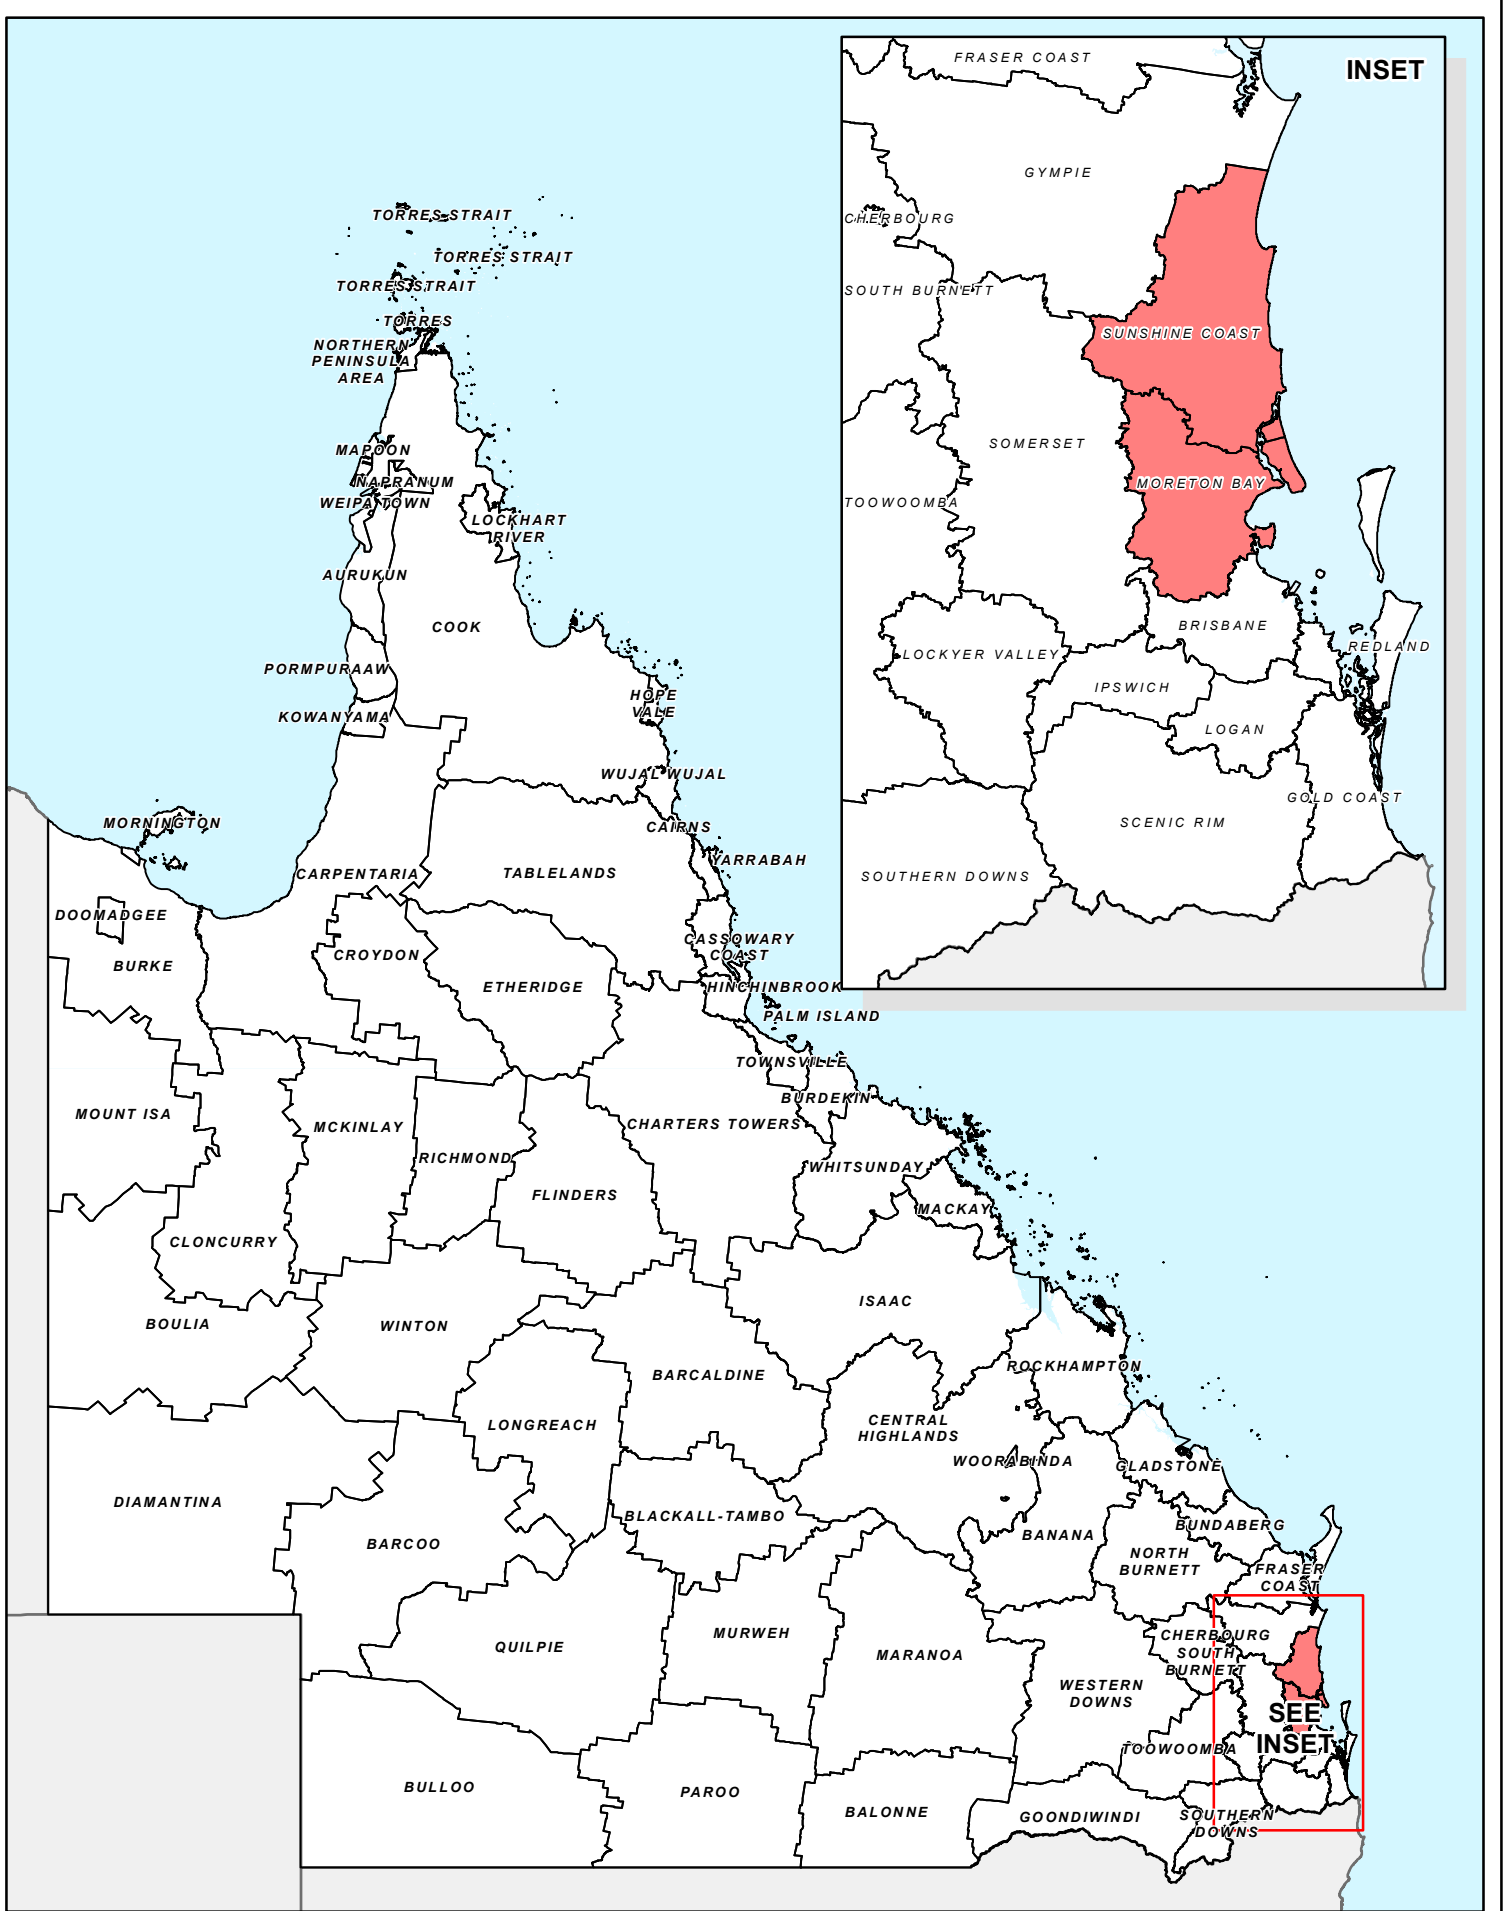 INSET
FRASER COAST
GYMPIE
CHERBOURG
SOUTH BURNETT
SUNSHINE COAST
SOMERSET
MORETON BAY
TOOWOOMBA
BRISBANE
REDLAND
LOCKYER VALLEY
IPSWICH
LOGAN
GOLD COAST
SCENIC RIM
SOUTHERN DOWNS
TORRES STRAIT
TORRES STRAIT
TORRES STRAIT
TORRES
NORTHERN
PENINSULA
AREA
MAPOON
NAPRANUM
WEIPA TOWN
LOCKHART
RIVER
AURUKUN
COOK
PORMPURAAW
HOPE
VALE
KOWANYAMA
WUJAL WUJAL
MORNINGTON
CAIRNS
YARRABAH
CARPENTARIA
TABLELANDS
DOOMADGEE
CASSOWARY
COAST
CROYDON
BURKE
ETHERIDGE
HINCHINBROOK
PALM ISLAND
TOWNSVILLE
BURDEKIN
MOUNT ISA
MCKINLAY
CHARTERS TOWERS
RICHMOND
WHITSUNDAY
FLINDERS
MACKAY
CLONCURRY
ISAAC
BOULIA
WINTON
ROCKHAMPTON
BARCALDINE
LONGREACH
CENTRAL
HIGHLANDS
WOORABINDA
GLADSTONE
DIAMANTINA
BLACKALL-TAMBO
BUNDABERG
BARCOO
BANANA
NORTH
BURNETT
FRASER
COAST
QUILPIE
MURWEH
CHERBOURG
MARANOA
SOUTH
BURNETT
WESTERN
DOWNS
SEE
INSET
TOOWOOMBA
BULLOO
PAROO
BALONNE
GOONDIWINDI
SOUTHERN
DOWNS